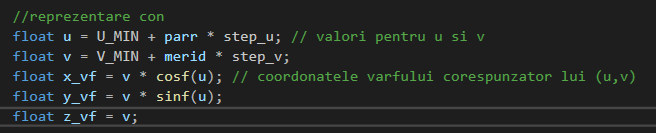 //reprezentare con
float u = U_MIN + parr * step_u; // valori pentru u si v
float v = V_MIN + merid * step_v;
float x_vf = v * cosf(u); // coordonatele varfului corespunzator lui (u,v)
float y_vf = v * sinf(u);
float z_vf = v;